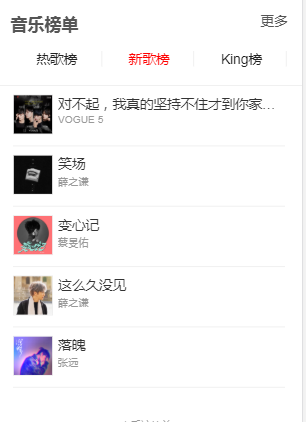 音乐榜单
更多
热歌榜 新歌榜 King榜
对不起，我真的坚持不住才到你家…
VOGUE 5
笑场
薛之谦
变心记
蔡旻佑
这么久没见
薛之谦
落魄
张远